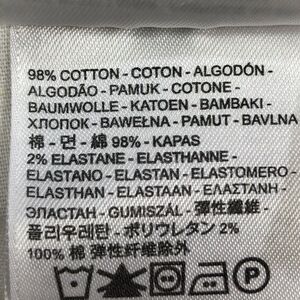 98% COTTON - COTON - ALGODÓN -
ALGODÃO - PAMUK - COTONE -
BAUMWOLLE - KATOEN - BAMBAKI -
ХЛОПОК - BAWEŁNA - PAMUT - BAVLNA
棉 - 면 - 綿 98% - KAPAS
2% ELASTANE - ELASTHANNE -
ELASTANO - ELASTAN - ELASTOMERO -
ELASTHAN - ELASTAAN - ΕΛΑΣΤΑΝΗ -
ЭЛАСТАН - GUMISZÁL - 彈性纖維 -
폴리우레탄 - ポリウレタン 2%
100% 棉 弹性纤维除外
P